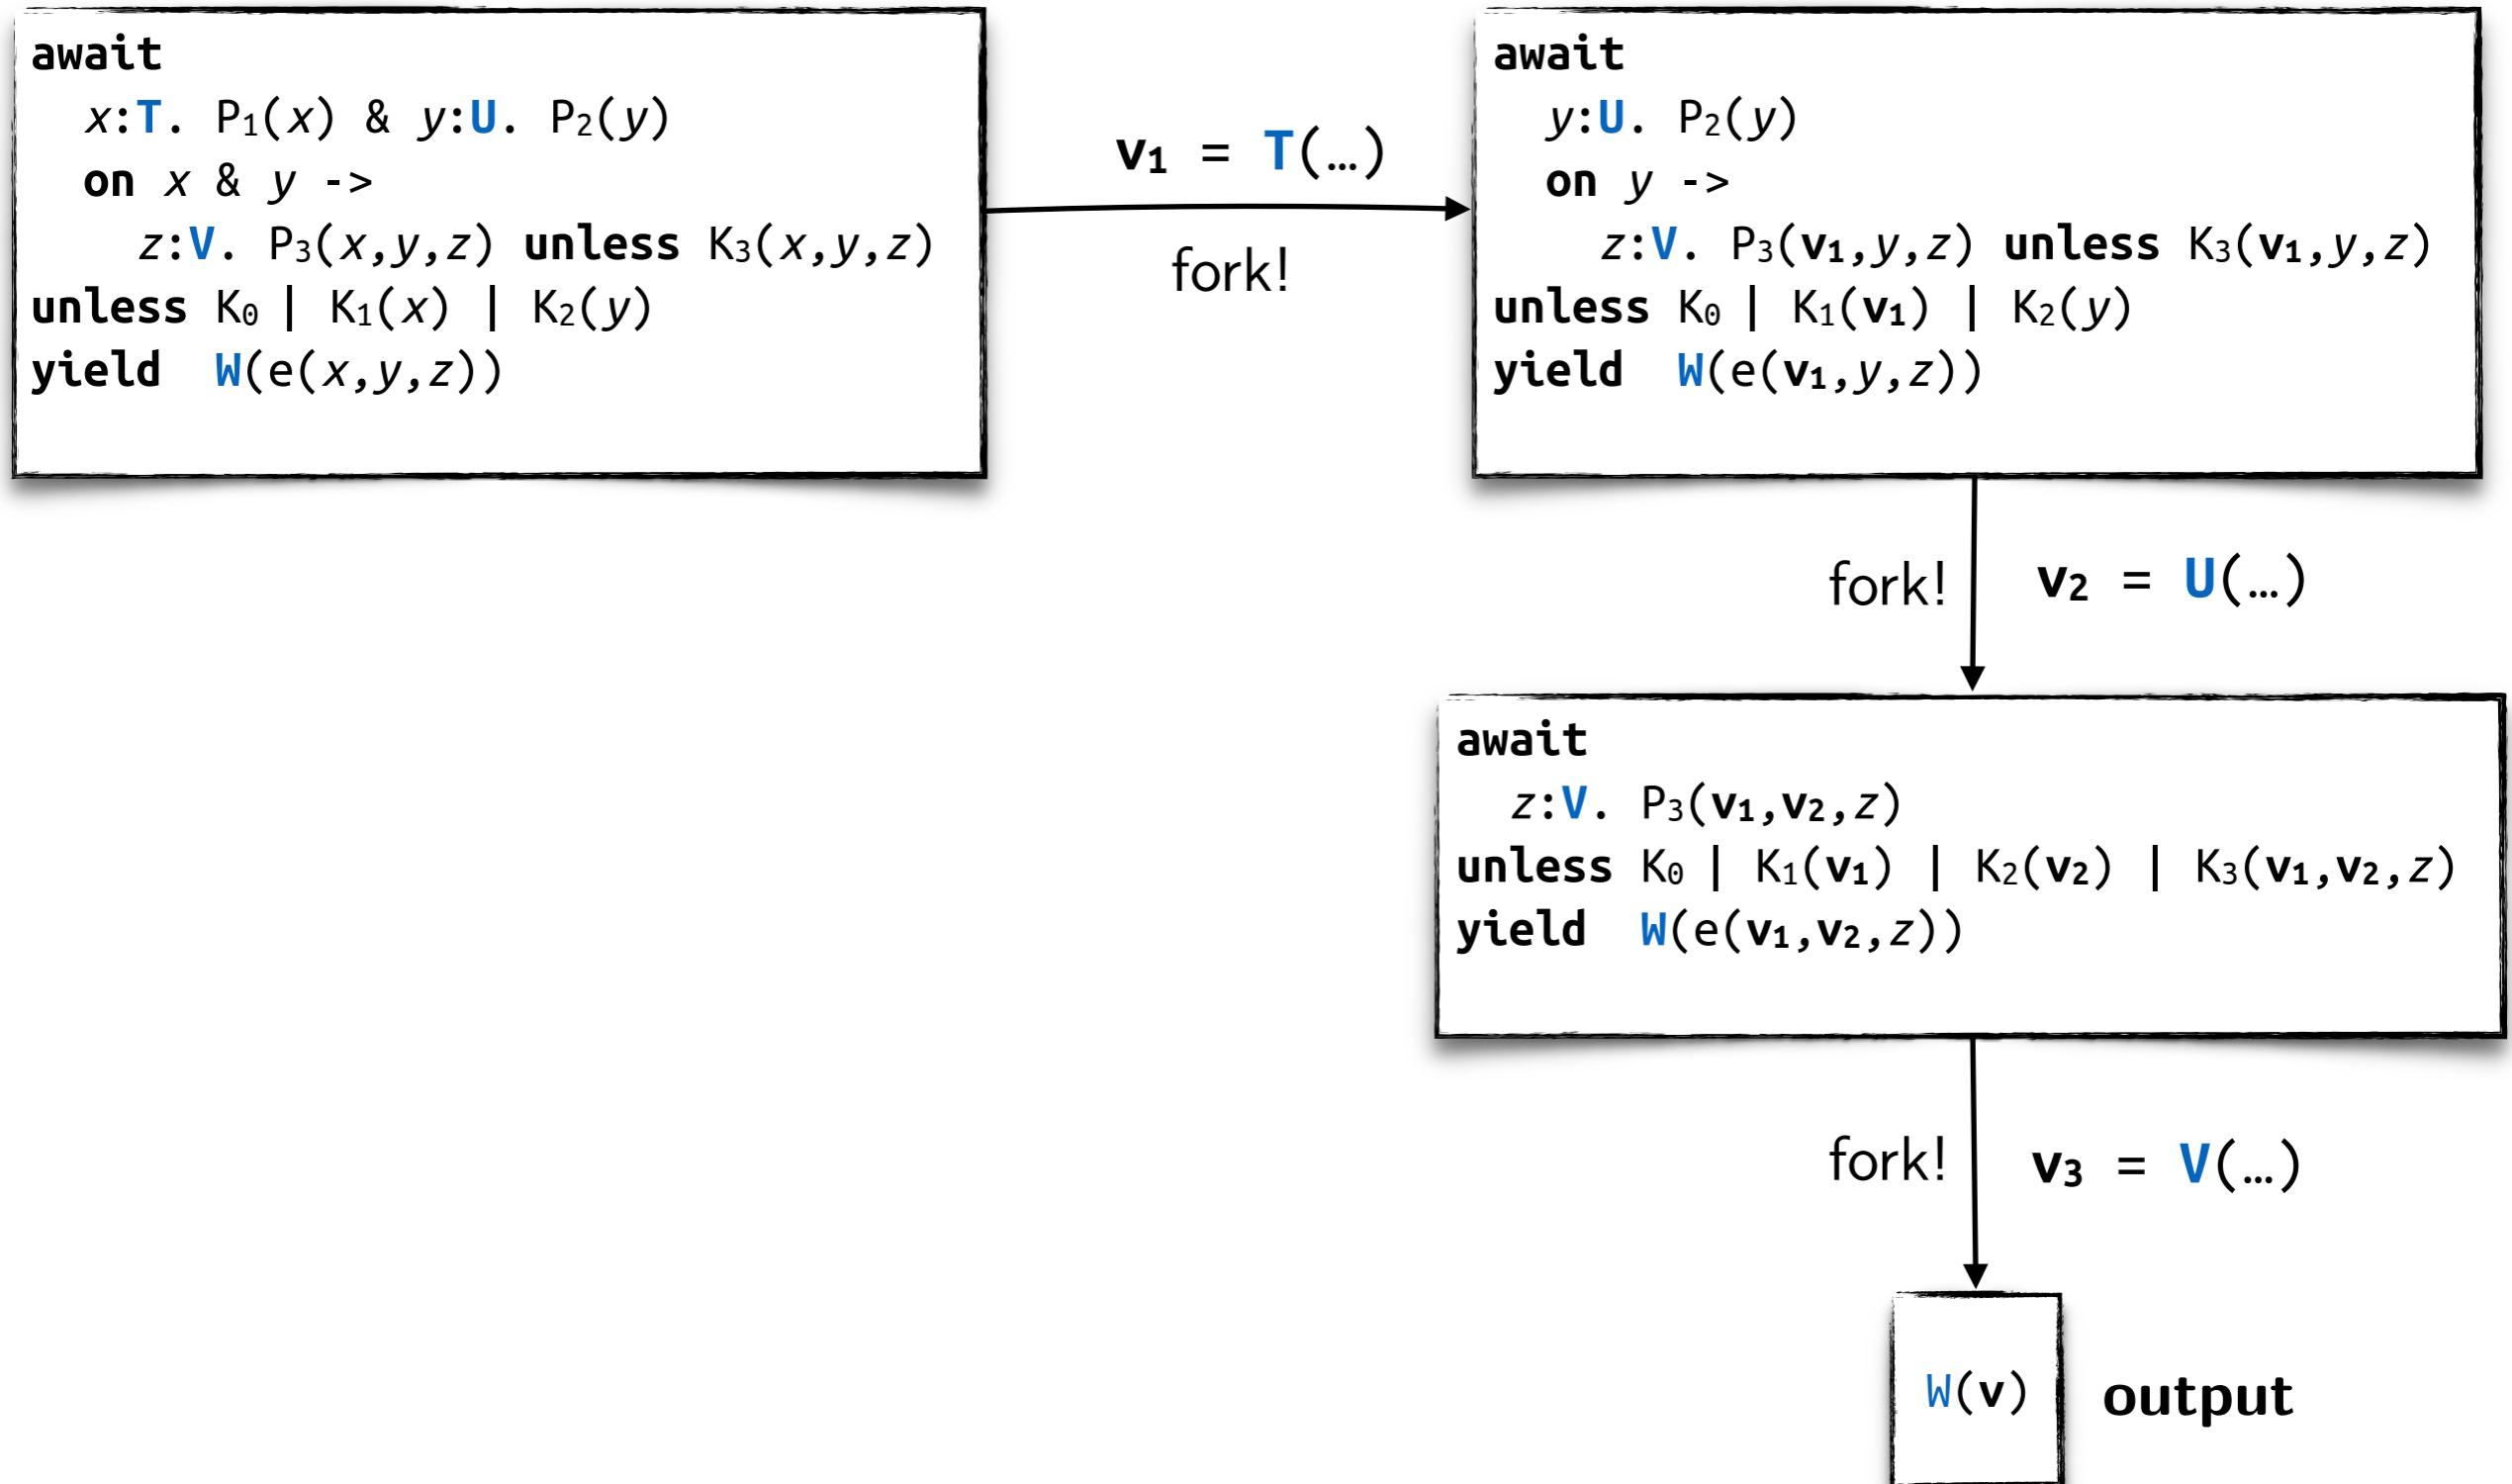 await
x:T. P₁(x) & y:U. P₂(y)
on x & y ->
z:V. P₃(x,y,z) unless K₃(x,y,z)
unless K₀ | K₁(x) | K₂(y)
yield W(e(x,y,z))
v₁ = T(…)
fork!
await
y:U. P₂(y)
on y ->
z:V. P₃(v₁,y,z) unless K₃(v₁,y,z)
unless K₀ | K₁(v₁) | K₂(y)
yield W(e(v₁,y,z))
fork! v₂ = U(…)
await
z:V. P₃(v₁,v₂,z)
unless K₀ | K₁(v₁) | K₂(v₂) | K₃(v₁,v₂,z)
yield W(e(v₁,v₂,z))
fork! v₃ = V(…)
W(v) output